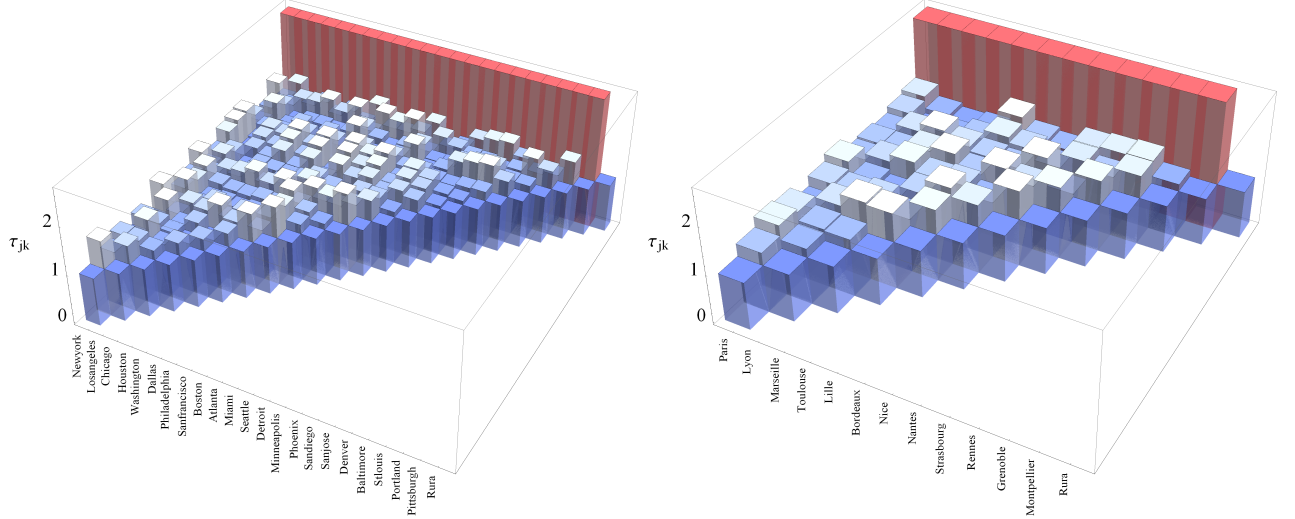 2
τjk
1
0
Newyork
Losangeles
Chicago
Houston
Washington
Dallas
Philadelphia
Sanfrancisco
Boston
Atlanta
Miami
Seattle
Detroit
Minneapolis
Phoenix
Sandiego
Sanjose
Denver
Baltimore
Stlouis
Portland
Pittsburgh
Rura
2
τjk
1
0
Paris
Lyon
Marseille
Toulouse
Lille
Bordeaux
Nice
Nantes
Strasbourg
Rennes
Grenoble
Montpellier
Rura